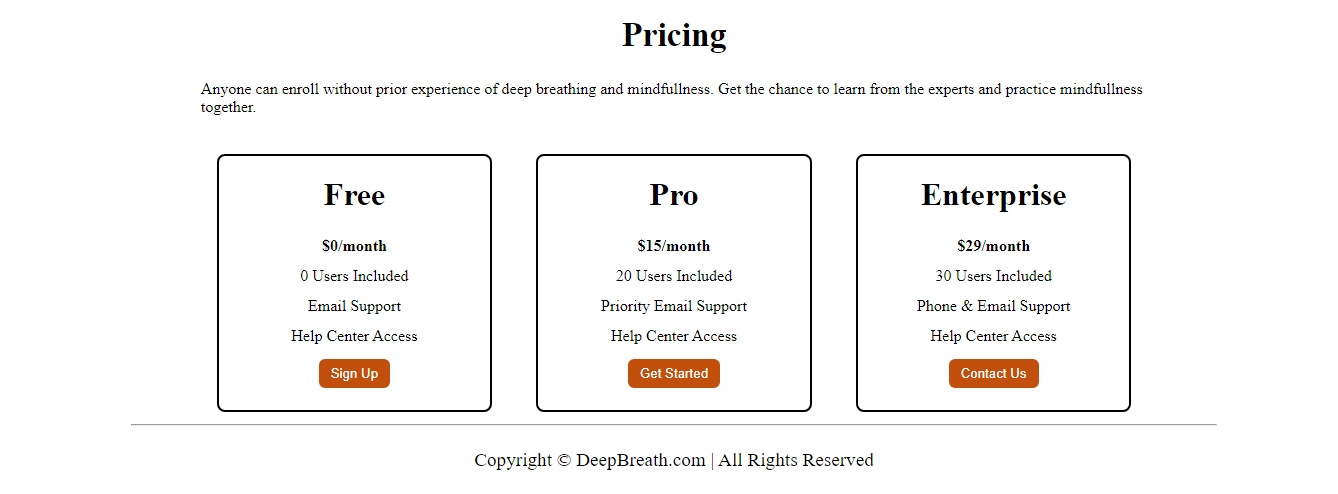 Pricing
Anyone can enroll without prior experience of deep breathing and mindfullness. Get the chance to learn from the experts and practice mindfullness
together.
Free
$0/month
0 Users Included
Email Support
Help Center Access
Sign Up
Pro
$15/month
20 Users Included
Priority Email Support
Help Center Access
Get Started
Enterprise
$29/month
30 Users Included
Phone & Email Support
Help Center Access
Contact Us
Copyright © DeepBreath.com | All Rights Reserved